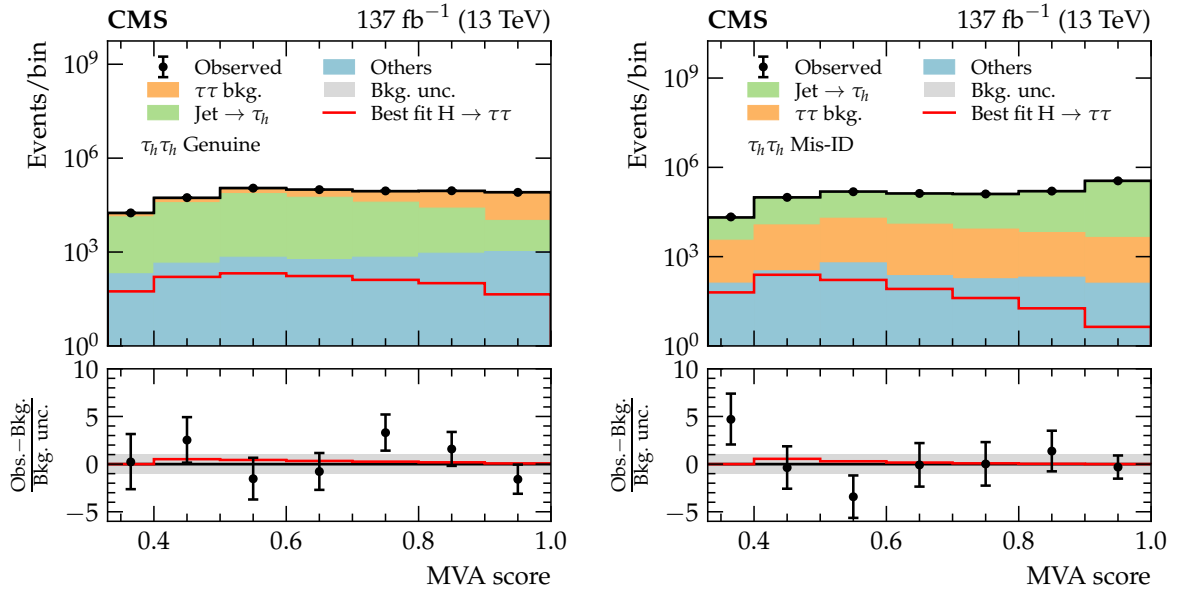 CMS 137 fb⁻¹ (13 TeV)
Events/bin
10⁹
10⁶
10³
10⁰
Observed Others
ττ bkg. Bkg. unc.
Jet → τₕ Best fit H → ττ
τₕτₕ Genuine
Obs.−Bkg.
Bkg. unc.
10
5
0
−5
0.4 0.6 0.8 1.0
MVA score
CMS 137 fb⁻¹ (13 TeV)
Events/bin
10⁹
10⁶
10³
10⁰
Observed Others
Jet → τₕ Bkg. unc.
ττ bkg. Best fit H → ττ
τₕτₕ Mis-ID
Obs.−Bkg.
Bkg. unc.
10
5
0
−5
0.4 0.6 0.8 1.0
MVA score